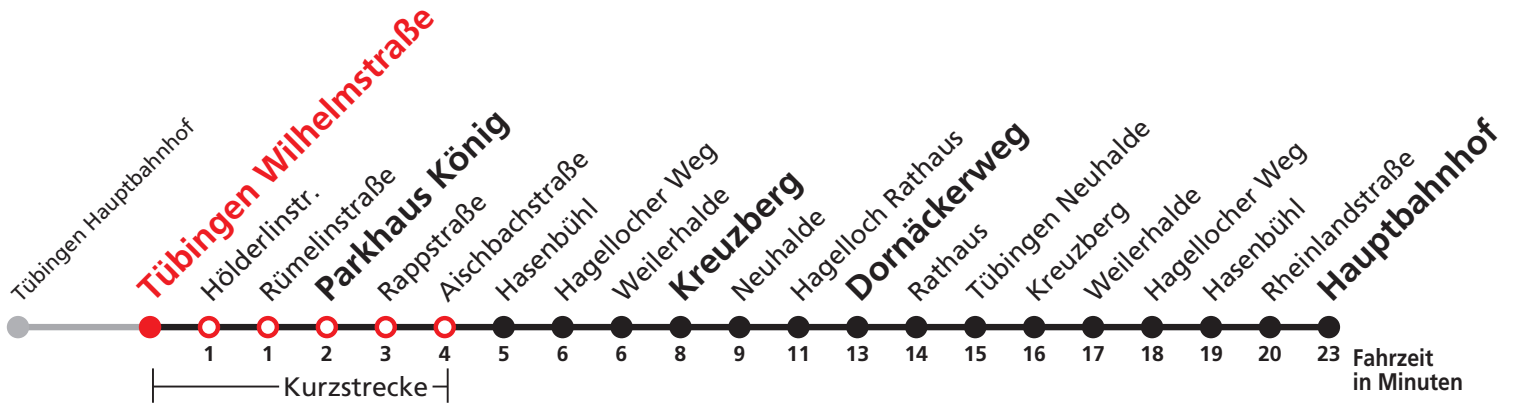 Tübingen Hauptbahnhof
Tübingen Wilhelmstraße
Hölderlinstr.
Rümelinstraße
Parkhaus König
Rappstraße
Aischbachstraße
Hasenbühl
Hagellocher Weg
Weilerhalde
Kreuzberg
Neuhalde
Hagelloch Rathaus
Dornäckerweg
Rathaus
Tübingen Neuhalde
Kreuzberg
Weilerhalde
Hagellocher Weg
Hasenbühl
Rheinlandstraße
Hauptbahnhof
1 1 2 3 4 5 6 6 8 9 11 13 14 15 16 17 18 19 20 23
Fahrzeit
in Minuten
Kurzstrecke